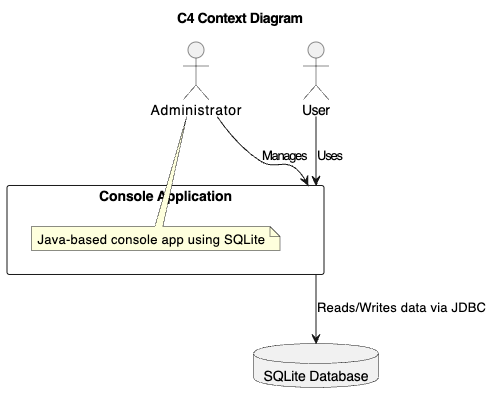 C4 Context Diagram
Administrator
User
Manages
Uses
Console Application
Java-based console app using SQLite
Reads/Writes data via JDBC
SQLite Database